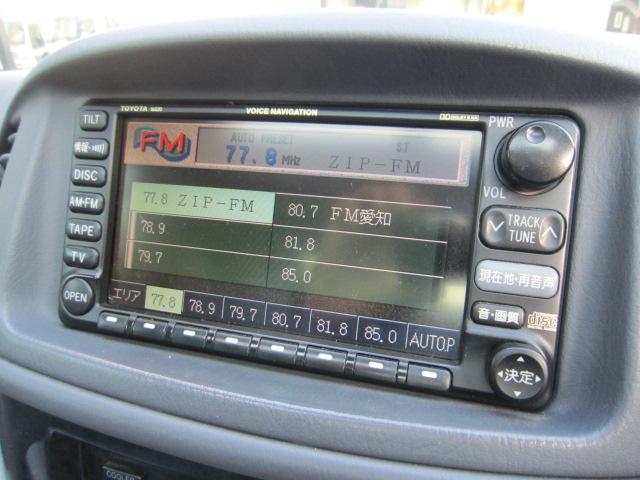 TOYOTA
VOICE NAVIGATION
DOLBY B NR
PWR
TILT
DISC
AM·FM
TAPE
TV
OPEN
FM
AUTO PRESET
ST
77.8 MHz ZIP-FM
77.8 ZIP-FM
80.7 FM愛知
78.9
81.8
79.7
85.0
エリア 77.8 78.9 79.7 80.7 81.8 85.0 AUTO.P
VOL
TRACK
TUNE
現在地·再音声
音·画質
disc
決定
COOLER